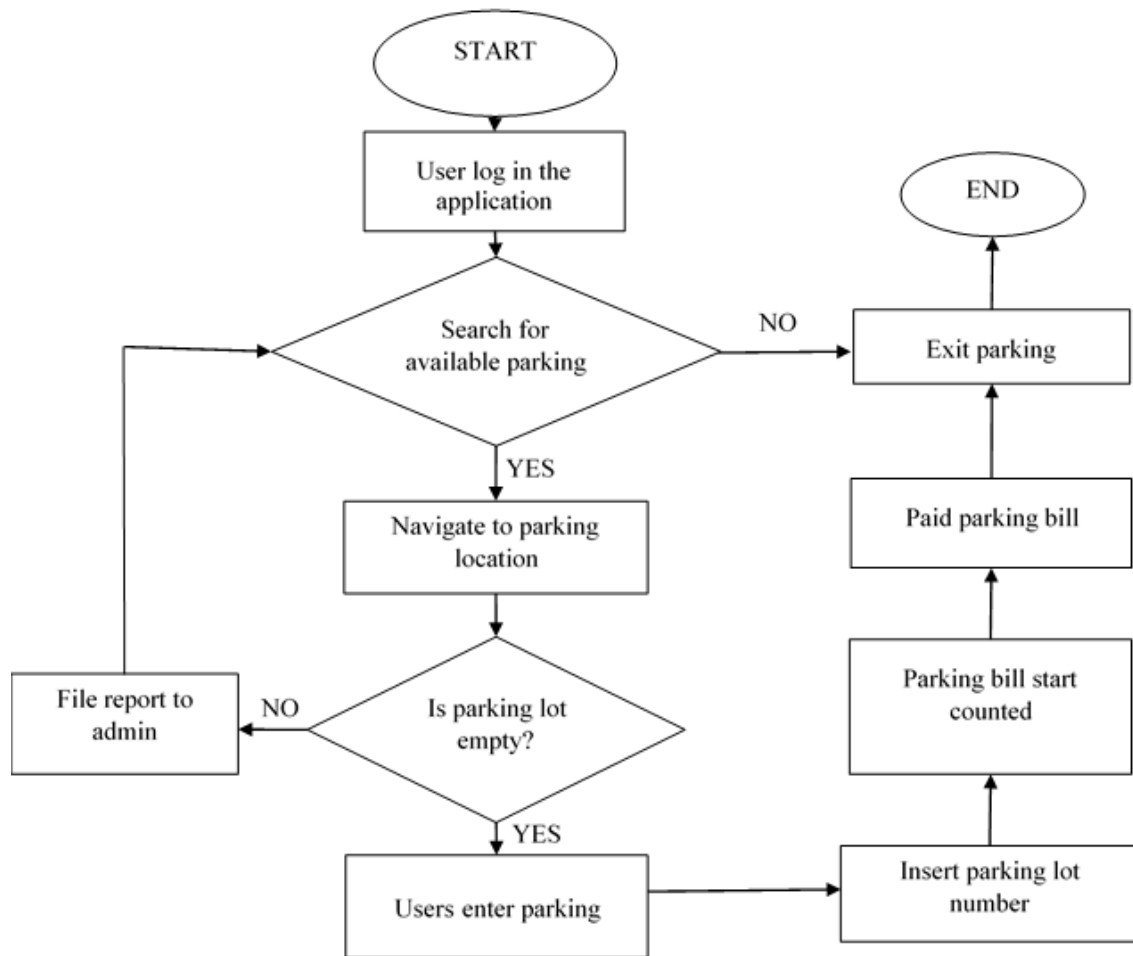 START
User log in the
application
END
Search for
available parking
NO
Exit parking
YES
Navigate to parking
location
Paid parking bill
File report to
admin
NO
Is parking lot
empty?
Parking bill start
counted
YES
Users enter parking
Insert parking lot
number